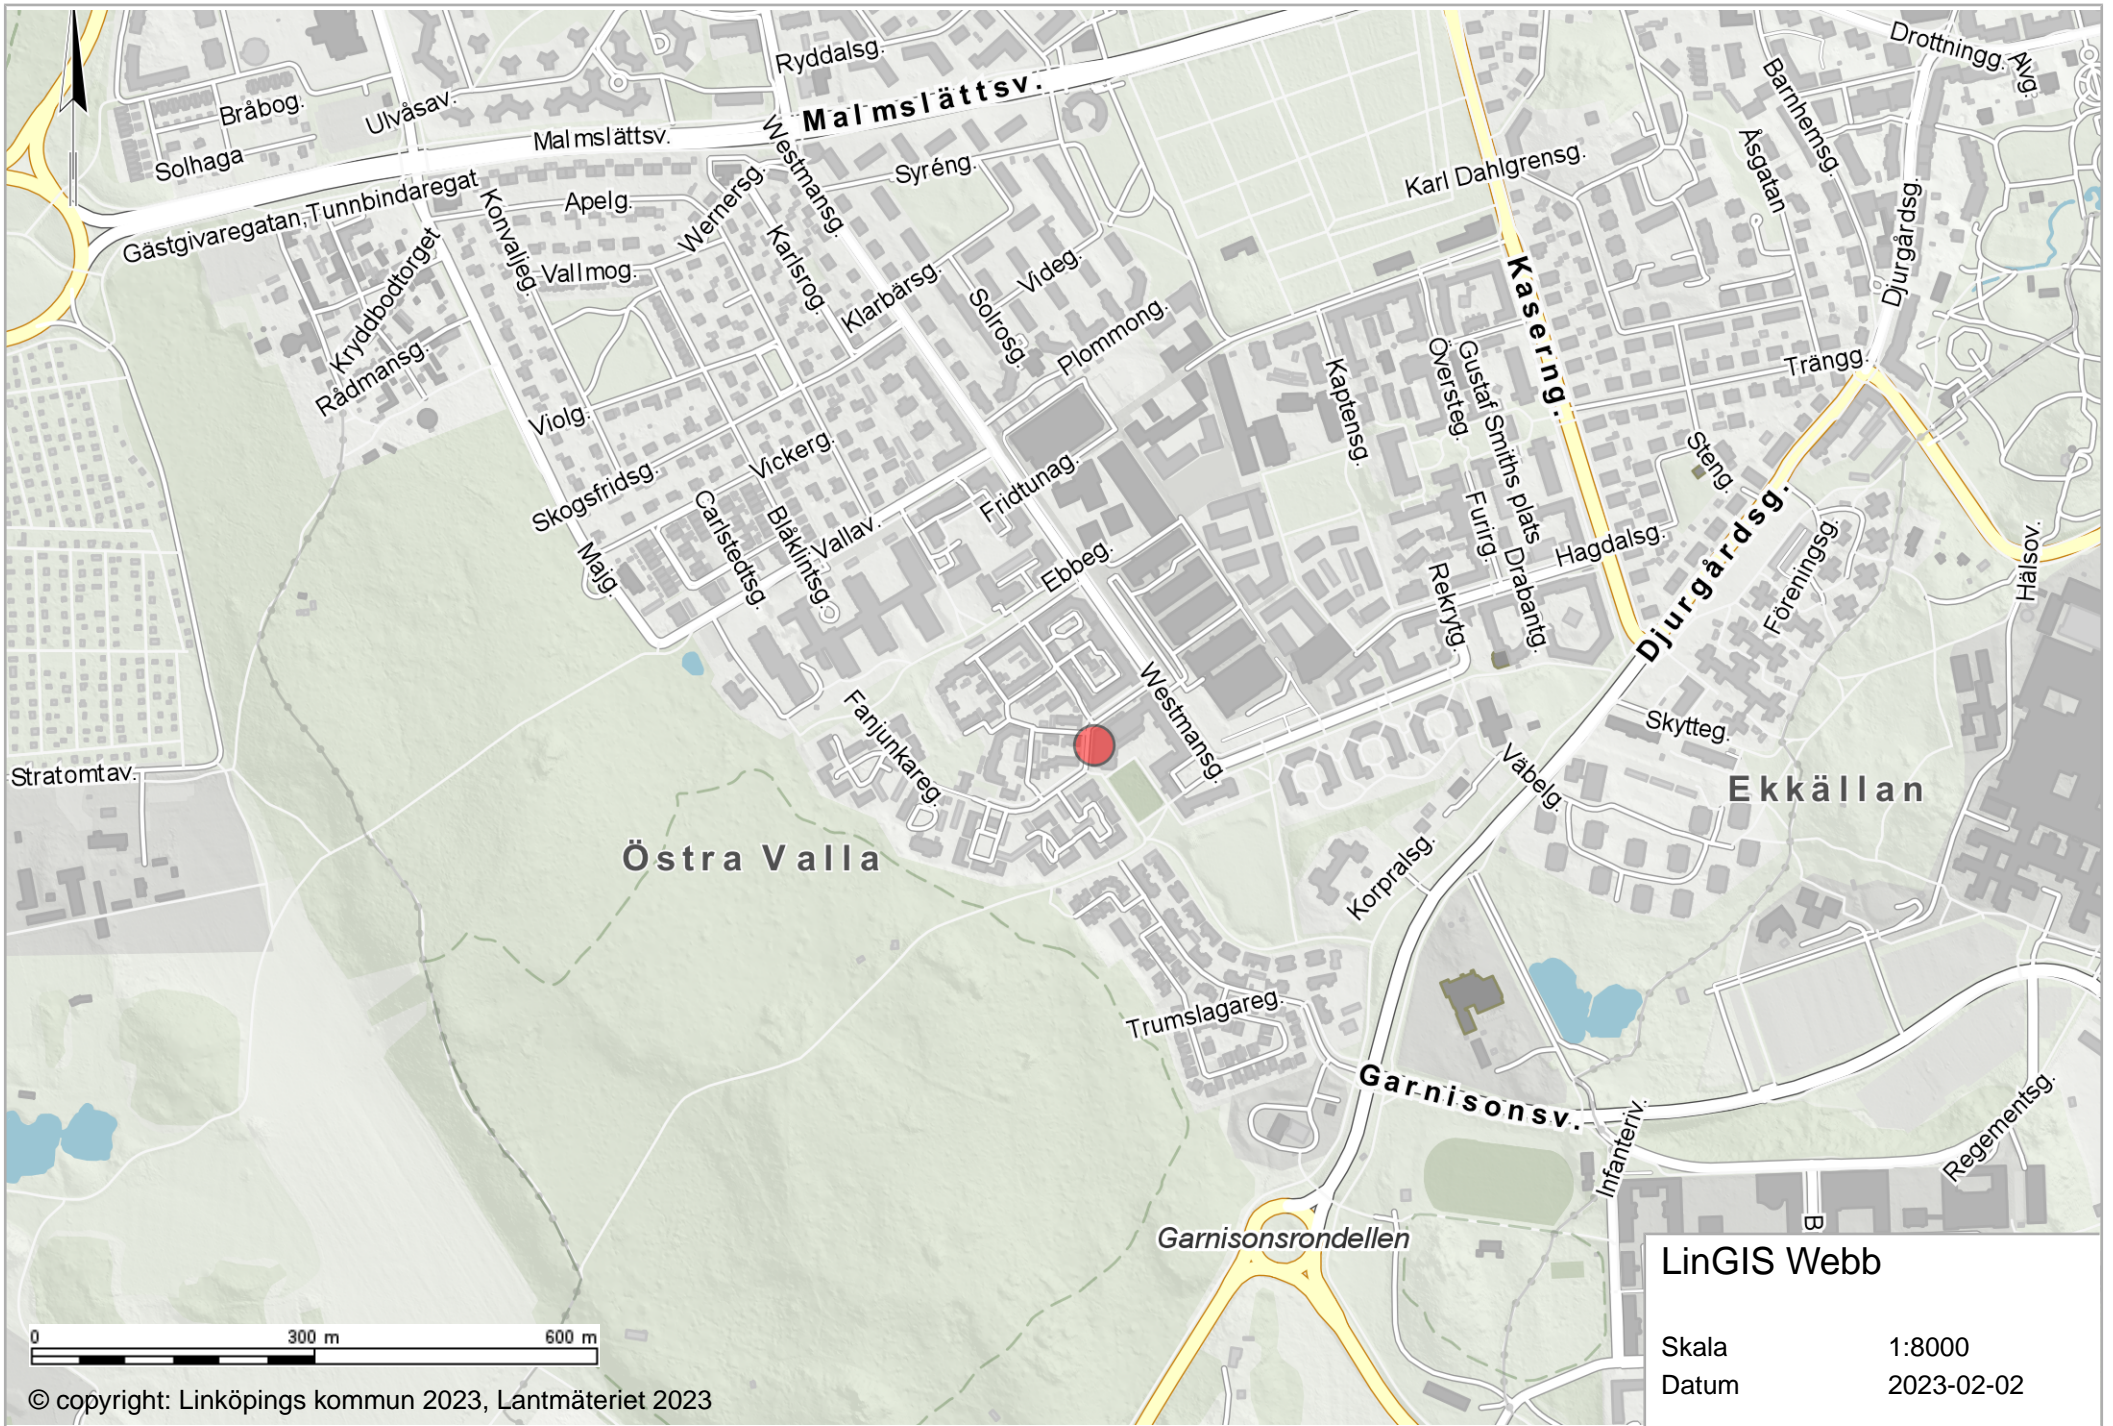 Ryddalsg.
Drottningg.
Alvg.
Bråbog.
Ulvåsav.
Malmslättsv.
Malmslättsv.
Barnhemsg.
Åsgatan
Solhaga
Westmansg.
Syréng.
Karl Dahlgrensg.
Djurgårdsg.
Gästgivaregatan,Tunnbindaregat
Apelg.
Wernersg.
Konvaljeg.
Kryddbodtorget
Vallmog.
Karlsrog.
Klarbärsg.
Videg.
Solrosg.
Plommong.
Kaserng.
Rådmansg.
Kaptensg.
Översteg.
Gustaf Smiths plats
Trängg.
Violg.
Vickerg.
Skogsfridsg.
Fridtunag.
Steng.
Carlstedtsg.
Blåklintsg.
Vallav.
Majg.
Ebbeg.
Furirg.
Hagdalsg.
Djurgårdsg.
Föreningsg.
Hälsov.
Rekrytg.
Drabantg.
Westmansg.
Fanjunkareg.
Skytteg.
Väbelg.
Stratomtav.
Ekkällan
Östra Valla
Korpralsg.
Trumslagareg.
Garnisonsv.
Infanteriv.
Regementsg.
B
Garnisonsrondellen
LinGIS Webb
Skala 1:8000
Datum 2023-02-02
0 300 m 600 m
© copyright: Linköpings kommun 2023, Lantmäteriet 2023